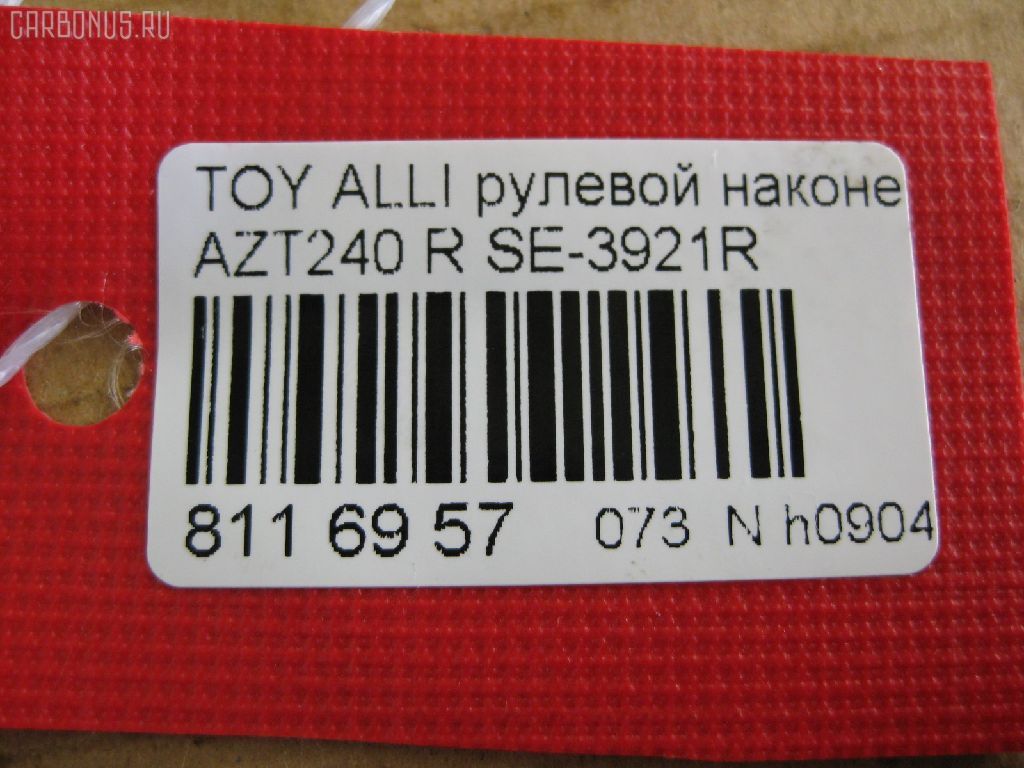 CARBONUS.RU
TOY ALLI рулевой наконе
AZT240 R SE-3921R
811 69 57 073 N h0904